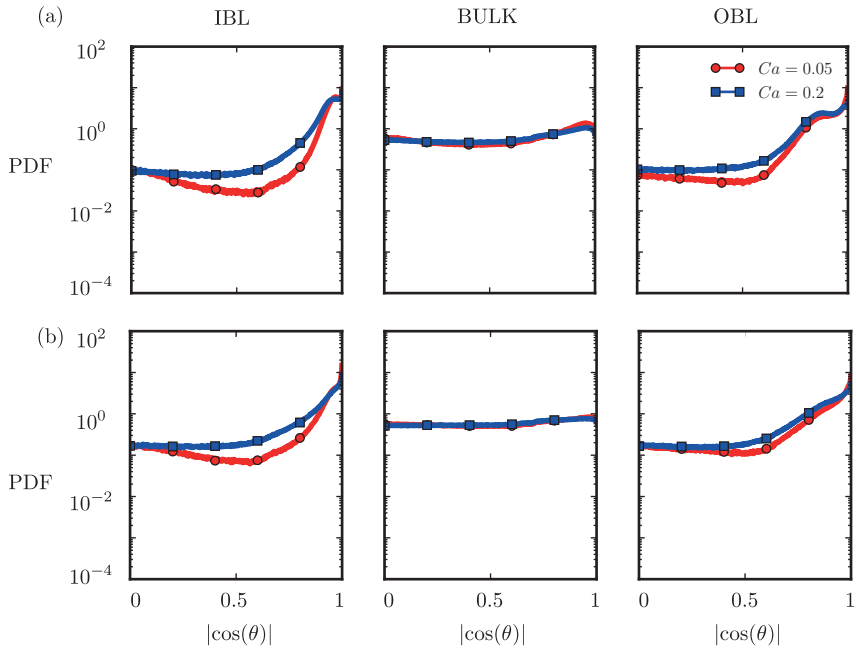 (a) IBL BULK OBL
10^2
10^0
10^−2
10^−4
PDF
Ca = 0.05
Ca = 0.2
(b)
10^2
10^0
10^−2
10^−4
PDF
0 0.5 1 0 0.5 1 0 0.5 1
|cos(θ)| |cos(θ)| |cos(θ)|